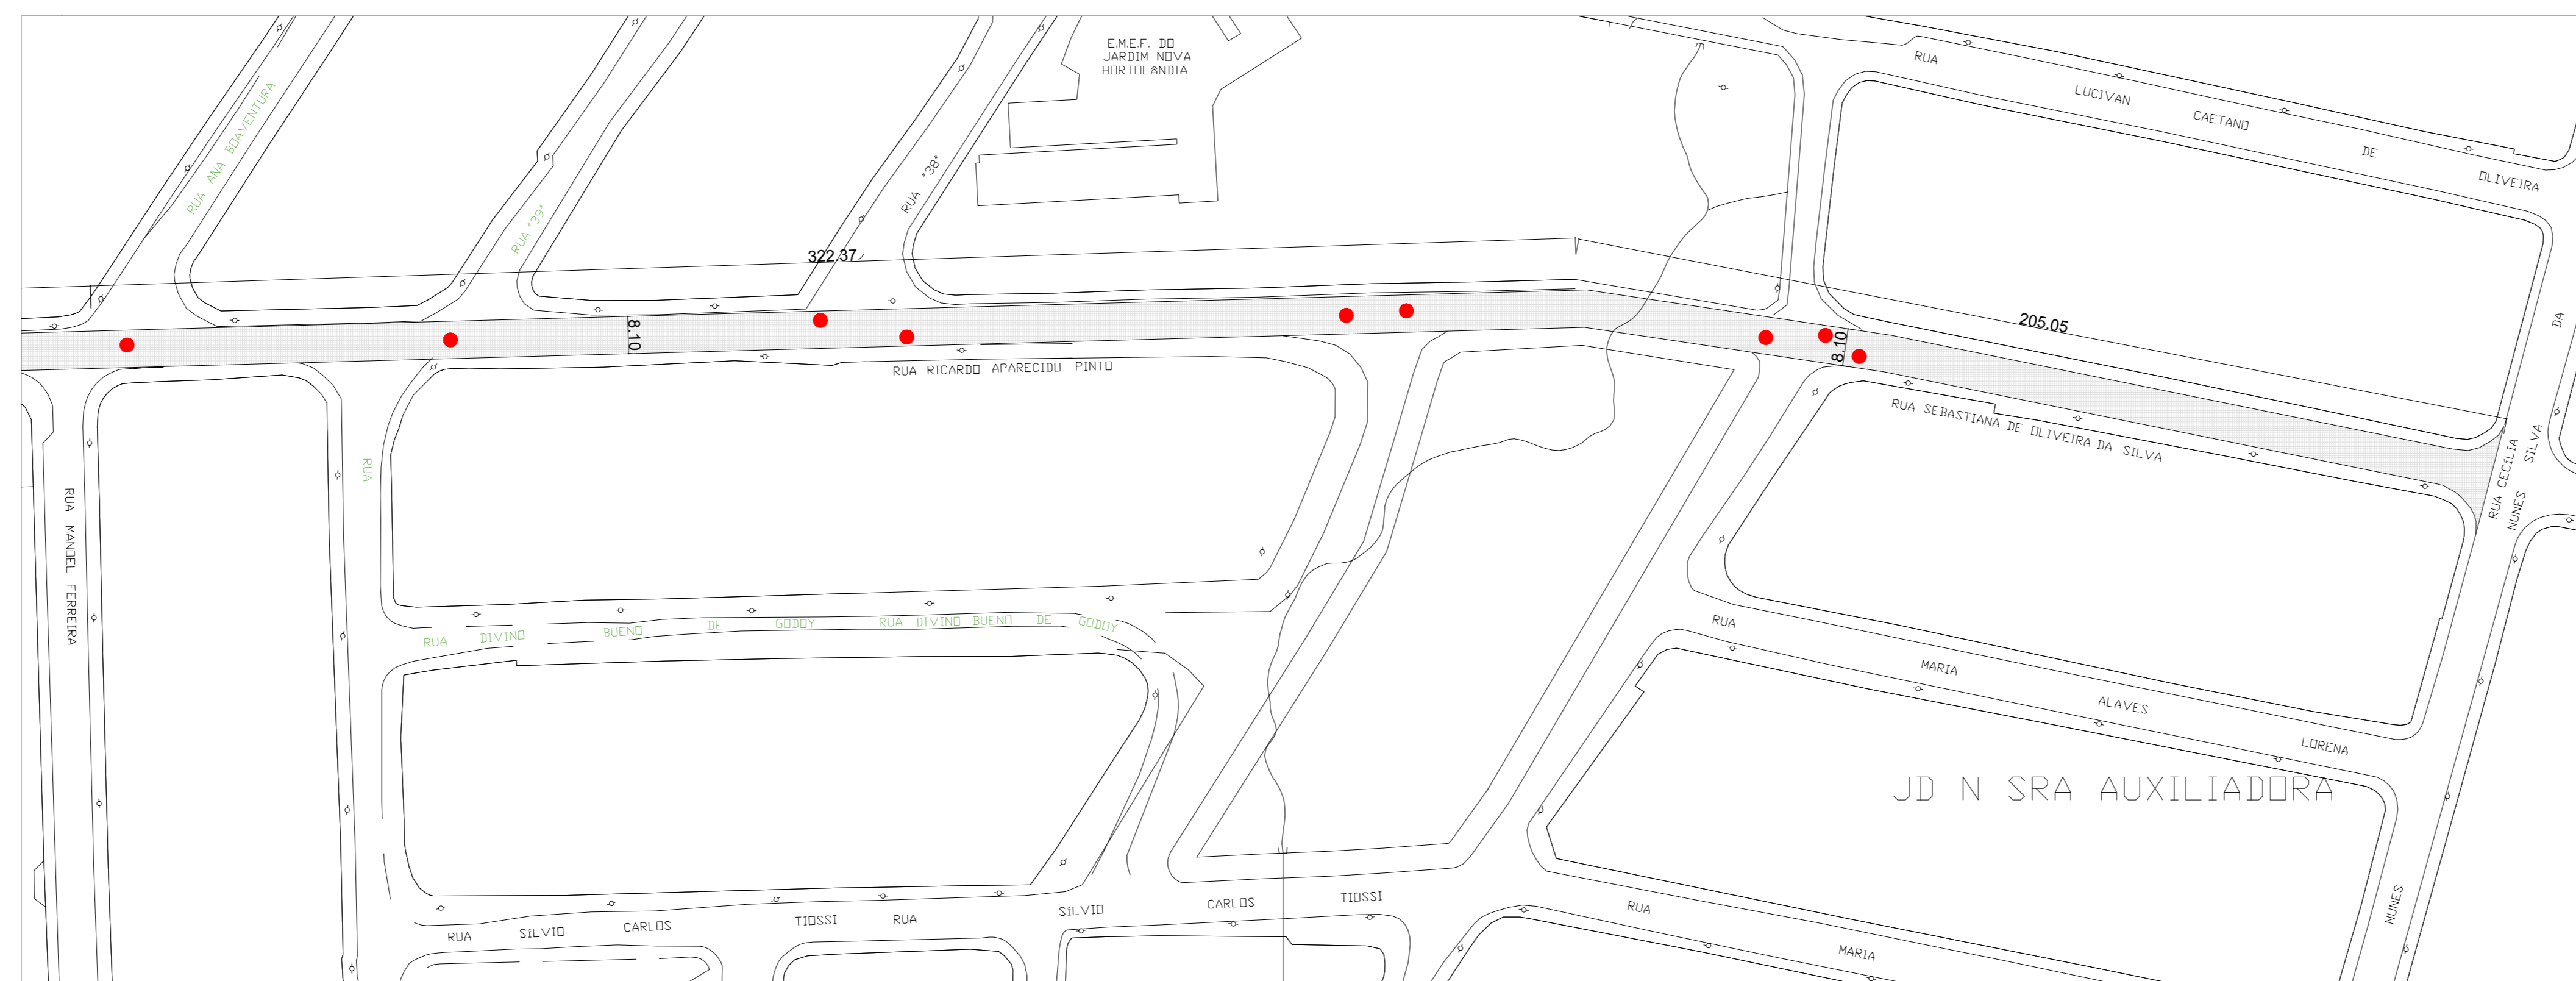 E.M.E.F. DO
JARDIM NOVA
HORTOLÂNDIA
RUA
LUCIVAN
CAETANO
DE
OLIVEIRA
RUA ANA BOAVENTURA
RUA "39"
RUA "38"
322.37
205.05
8.10
8.10
RUA RICARDO APARECIDO PINTO
RUA SEBASTIANA DE OLIVEIRA DA SILVA
RUA CECÍLIA
NUNES
DA
SILVA
RUA
RUA MANOEL FERREIRA
RUA DIVINO BUENO DE GODOY
RUA DIVINO BUENO DE GODOY
RUA
MARIA
ALAVES
LORENA
JD N SRA AUXILIADORA
RUA SÍLVIO CARLOS TIOSSI
RUA SÍLVIO CARLOS TIOSSI
RUA
MARIA
NUNES